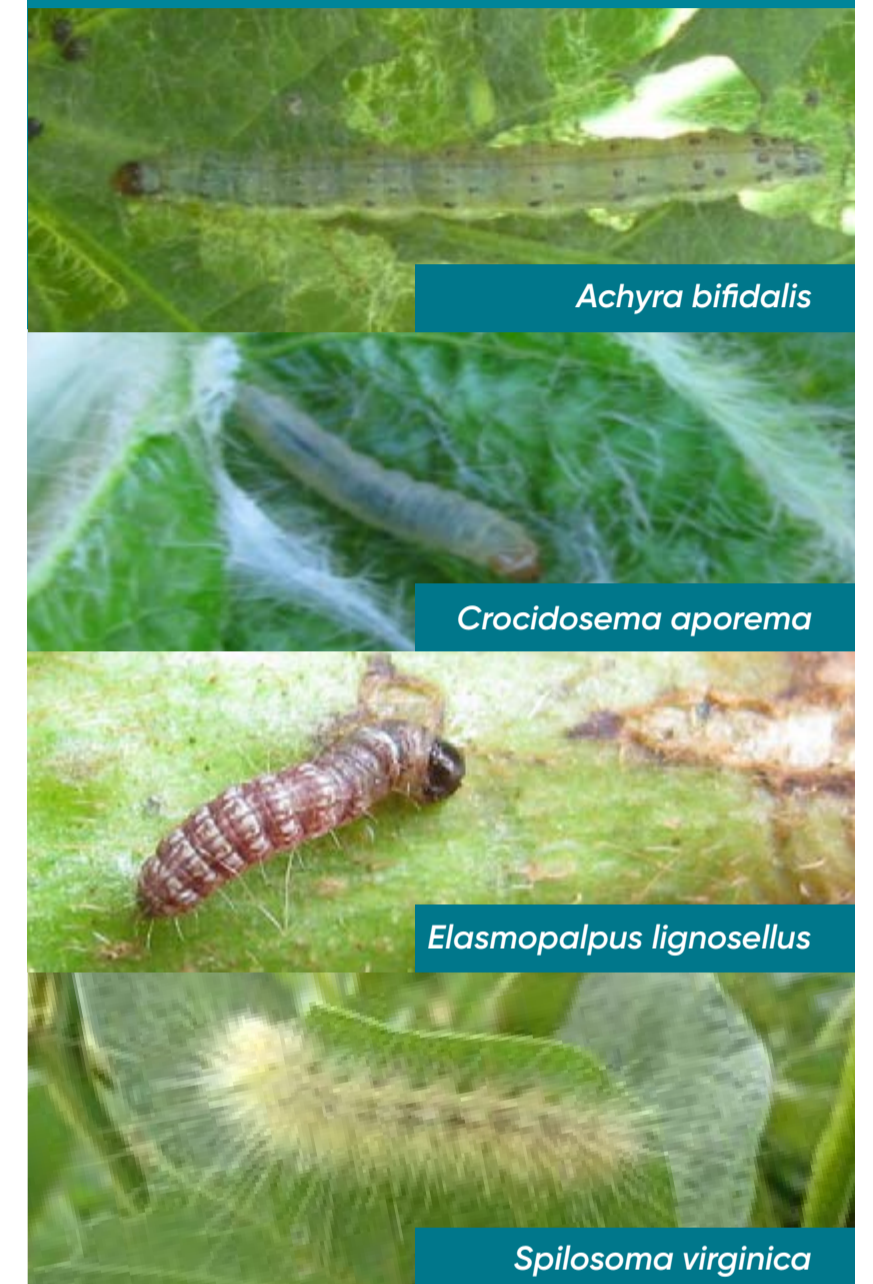 Achyra bifidalis
Crocidosema aporema
Elasmopalpus lignosellus
Spilosoma virginica